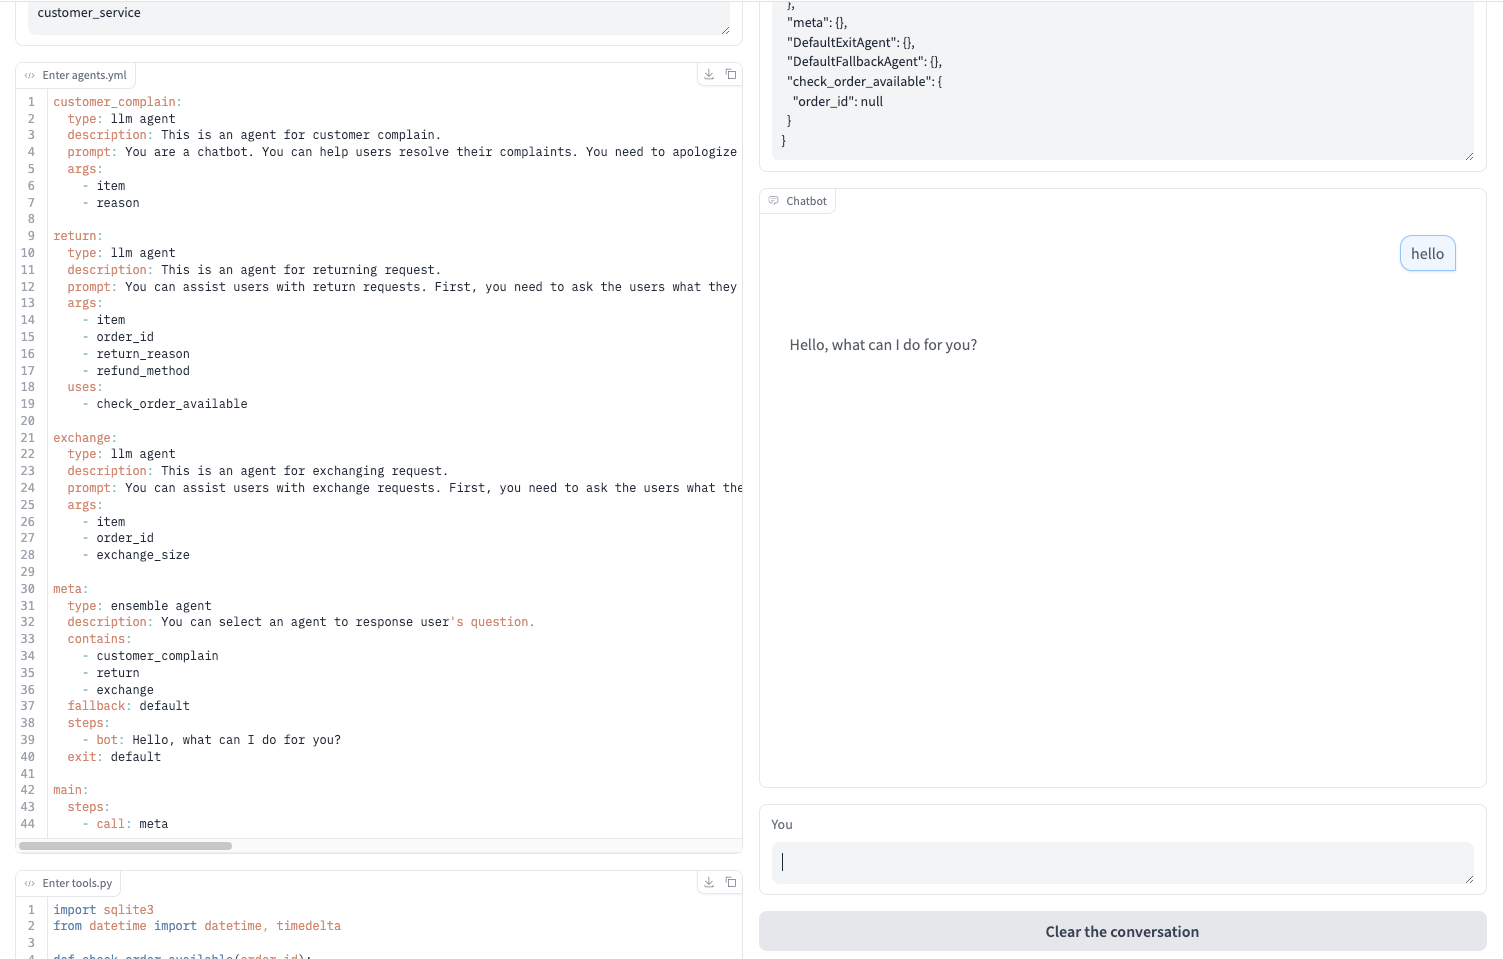 customer_service
Enter agents.yml
1 customer_complain:
2 type: llm agent
3 description: This is an agent for customer complain.
4 prompt: You are a chatbot. You can help users resolve their complaints. You need to apologize
5 args:
6 - item
7 - reason
8
9 return:
10 type: llm agent
11 description: This is an agent for returning request.
12 prompt: You can assist users with return requests. First, you need to ask the users what they
13 args:
14 - item
15 - order_id
16 - return_reason
17 - refund_method
18 uses:
19 - check_order_available
20
21 exchange:
22 type: llm agent
23 description: This is an agent for exchanging request.
24 prompt: You can assist users with exchange requests. First, you need to ask the users what the
25 args:
26 - item
27 - order_id
28 - exchange_size
29
30 meta:
31 type: ensemble agent
32 description: You can select an agent to response user's question.
33 contains:
34 - customer_complain
35 - return
36 - exchange
37 fallback: default
38 steps:
39 - bot: Hello, what can I do for you?
40 exit: default
41
42 main:
43 steps:
44 - call: meta
Enter tools.py
1 import sqlite3
2 from datetime import datetime, timedelta
3
4 def check_order_available(order_id):
},
"meta": {},
"DefaultExitAgent": {},
"DefaultFallbackAgent": {},
"check_order_available": {
"order_id": null
}
}
Chatbot
hello
Hello, what can I do for you?
You
Clear the conversation